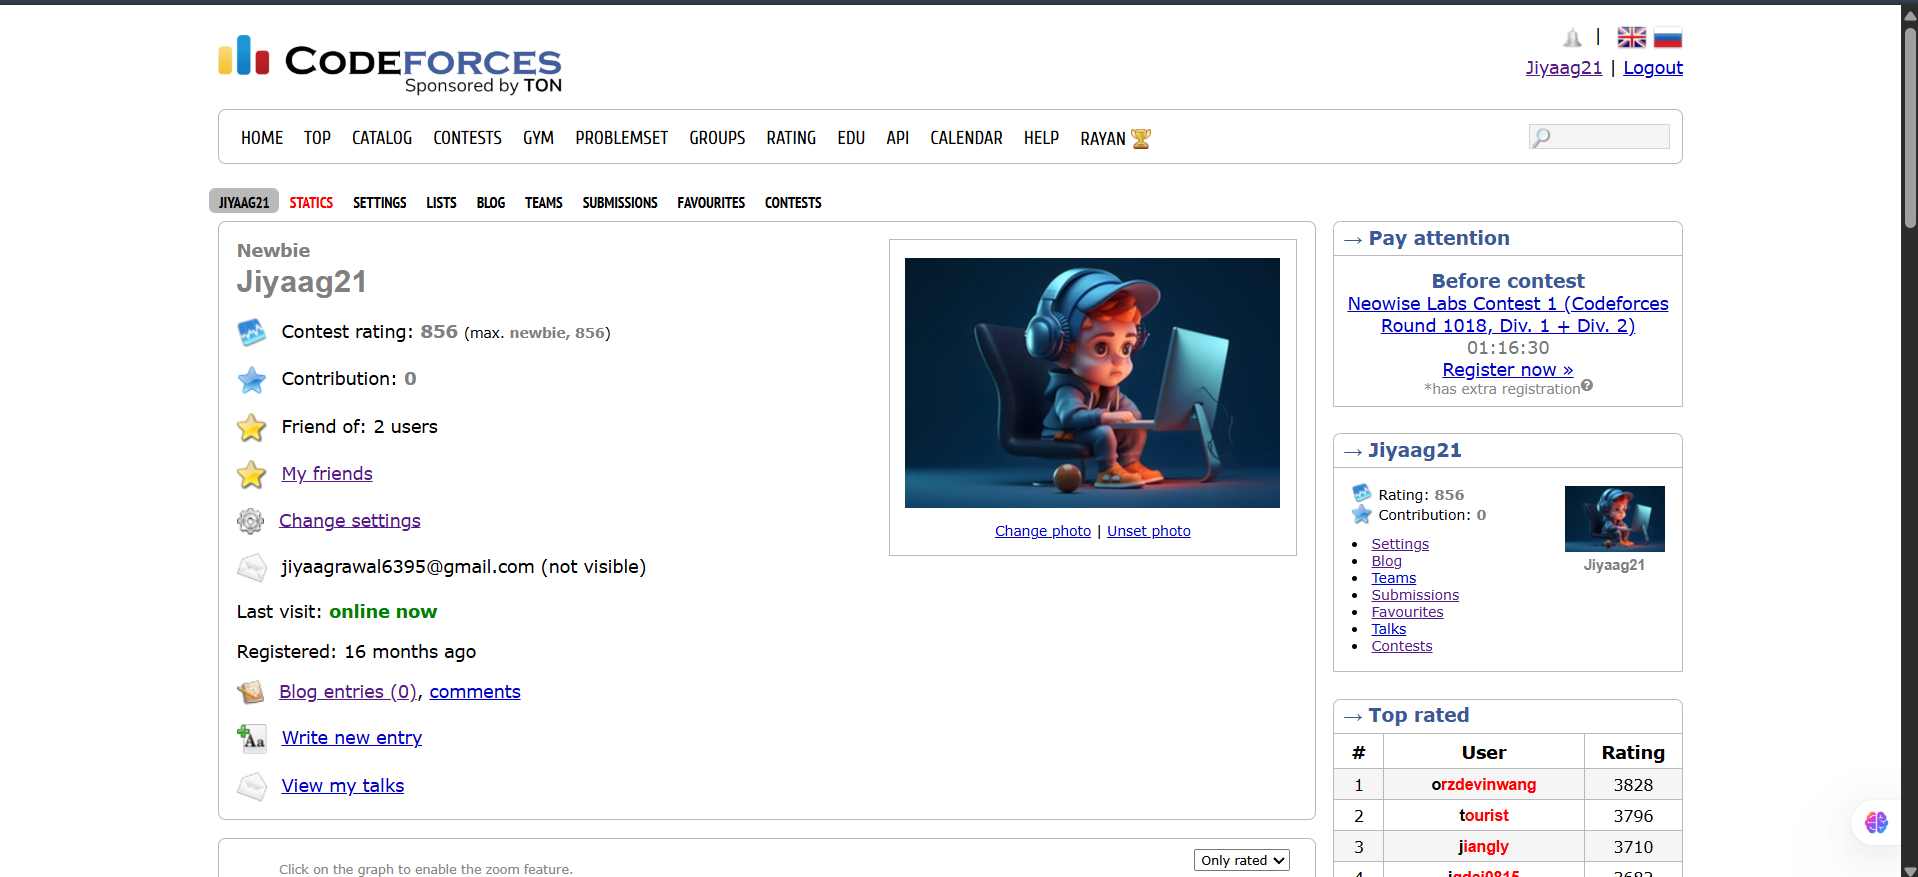 CODEFORCES
Sponsored by TON
Jiyaag21 | Logout
HOME TOP CATALOG CONTESTS GYM PROBLEMSET GROUPS RATING EDU API CALENDAR HELP RAYAN
JIYAAG21 STATICS SETTINGS LISTS BLOG TEAMS SUBMISSIONS FAVOURITES CONTESTS
Newbie
Jiyaag21
Contest rating: 856 (max. newbie, 856)
Contribution: 0
Friend of: 2 users
My friends
Change settings
jiyaagrawal6395@gmail.com (not visible)
Last visit: online now
Registered: 16 months ago
Blog entries (0), comments
Write new entry
View my talks
Change photo | Unset photo
Click on the graph to enable the zoom feature.
Only rated
→ Pay attention
Before contest
Neowise Labs Contest 1 (Codeforces
Round 1018, Div. 1 + Div. 2)
01:16:30
Register now »
*has extra registration?
→ Jiyaag21
Rating: 856
Contribution: 0
Settings
Blog
Teams
Submissions
Favourites
Talks
Contests
Jiyaag21
→ Top rated
# User Rating
1 orzdevinwang 3828
2 tourist 3796
3 jiangly 3710